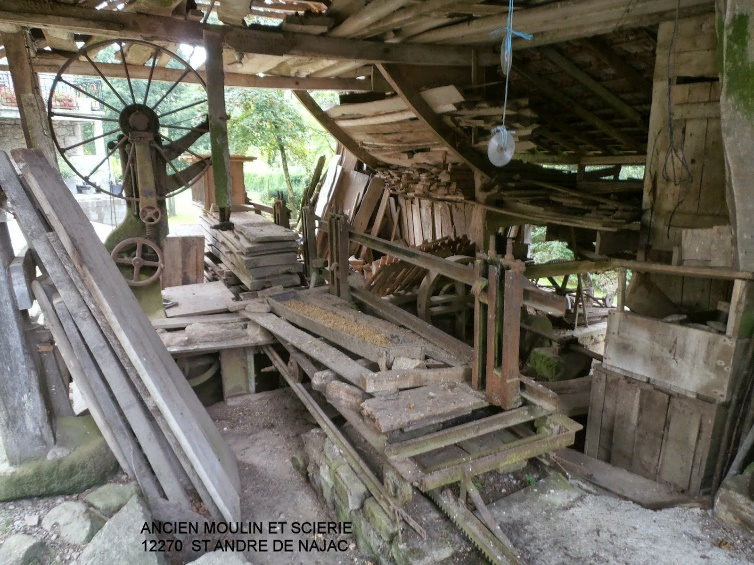 ANCIEN MOULIN ET SCIERIE
12270 ST ANDRE DE NAJAC